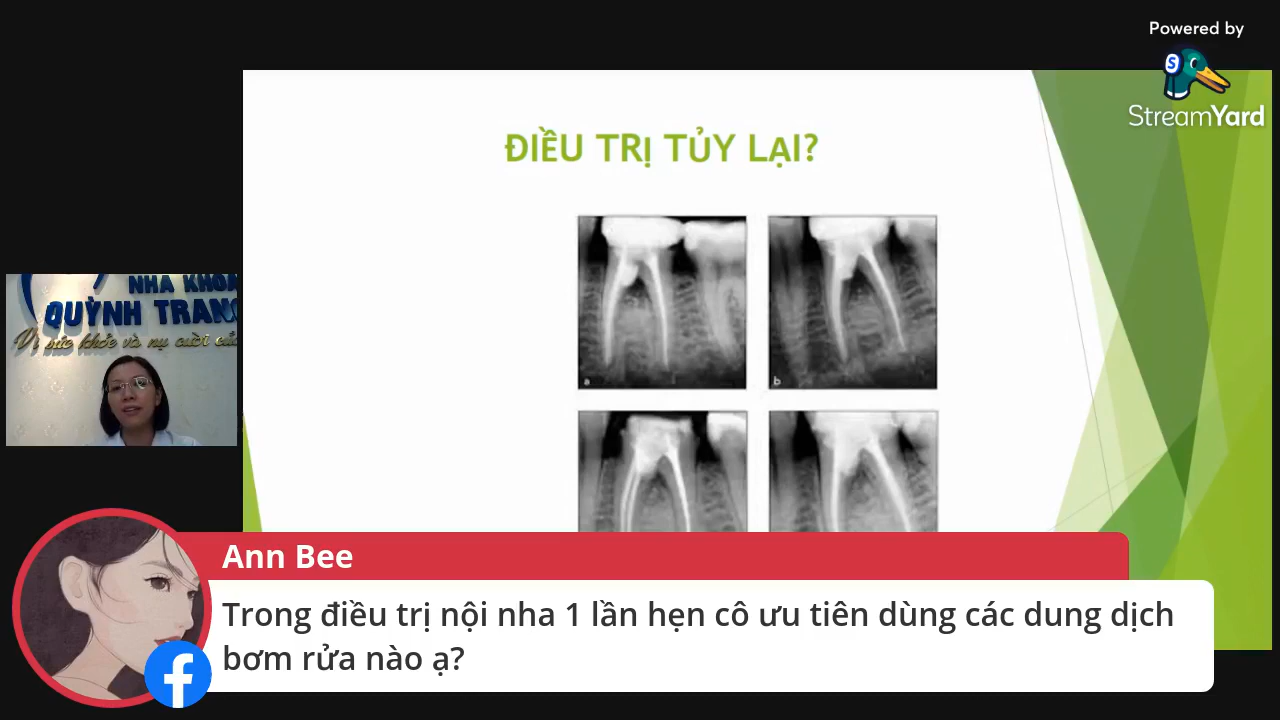 Powered by
StreamYard
ĐIỀU TRỊ TỦY LẠI?
a
b
NHA KHOA
QUỲNH TRANG
Vì sức khỏe và nụ cười của
Ann Bee
Trong điều trị nội nha 1 lần hẹn cô ưu tiên dùng các dung dịch
bơm rửa nào ạ?